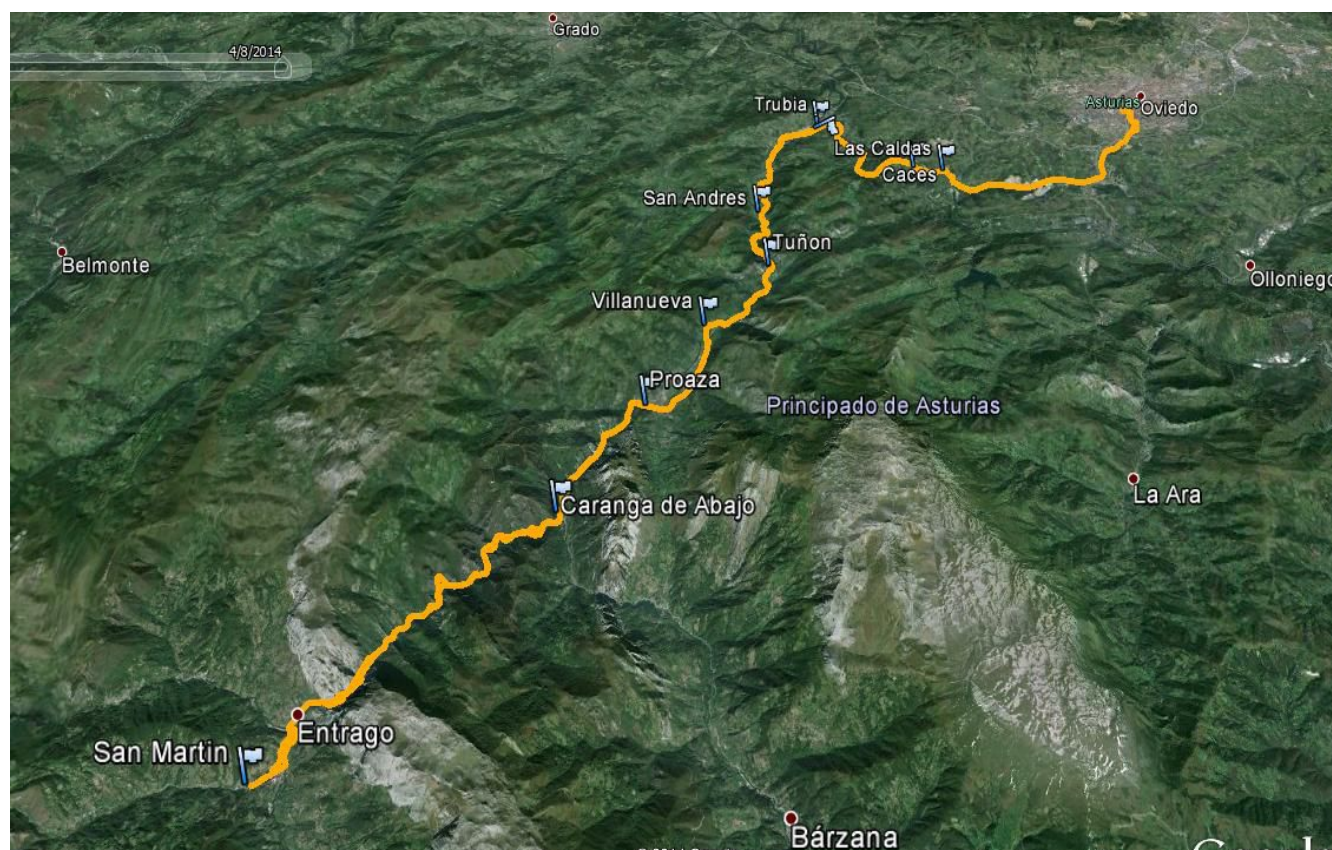 Grado
4/8/2014
Trubia
Asturias
Oviedo
Las Caldas
Caces
San Andres
Tuñon
Belmonte
Olloniego
Villanueva
Proaza
Principado de Asturias
La Ara
Caranga de Abajo
Entrago
San Martin
Bárzana